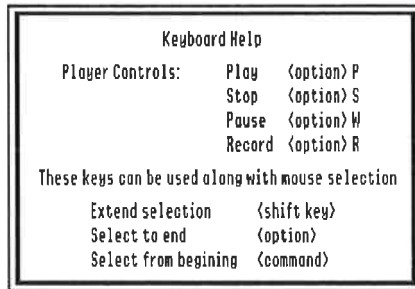 Keyboard Help
Player Controls: Play <option> P
Stop <option> S
Pause <option> W
Record <option> R
These keys can be used along with mouse selection
Extend selection <shift key>
Select to end <option>
Select from begining <command>